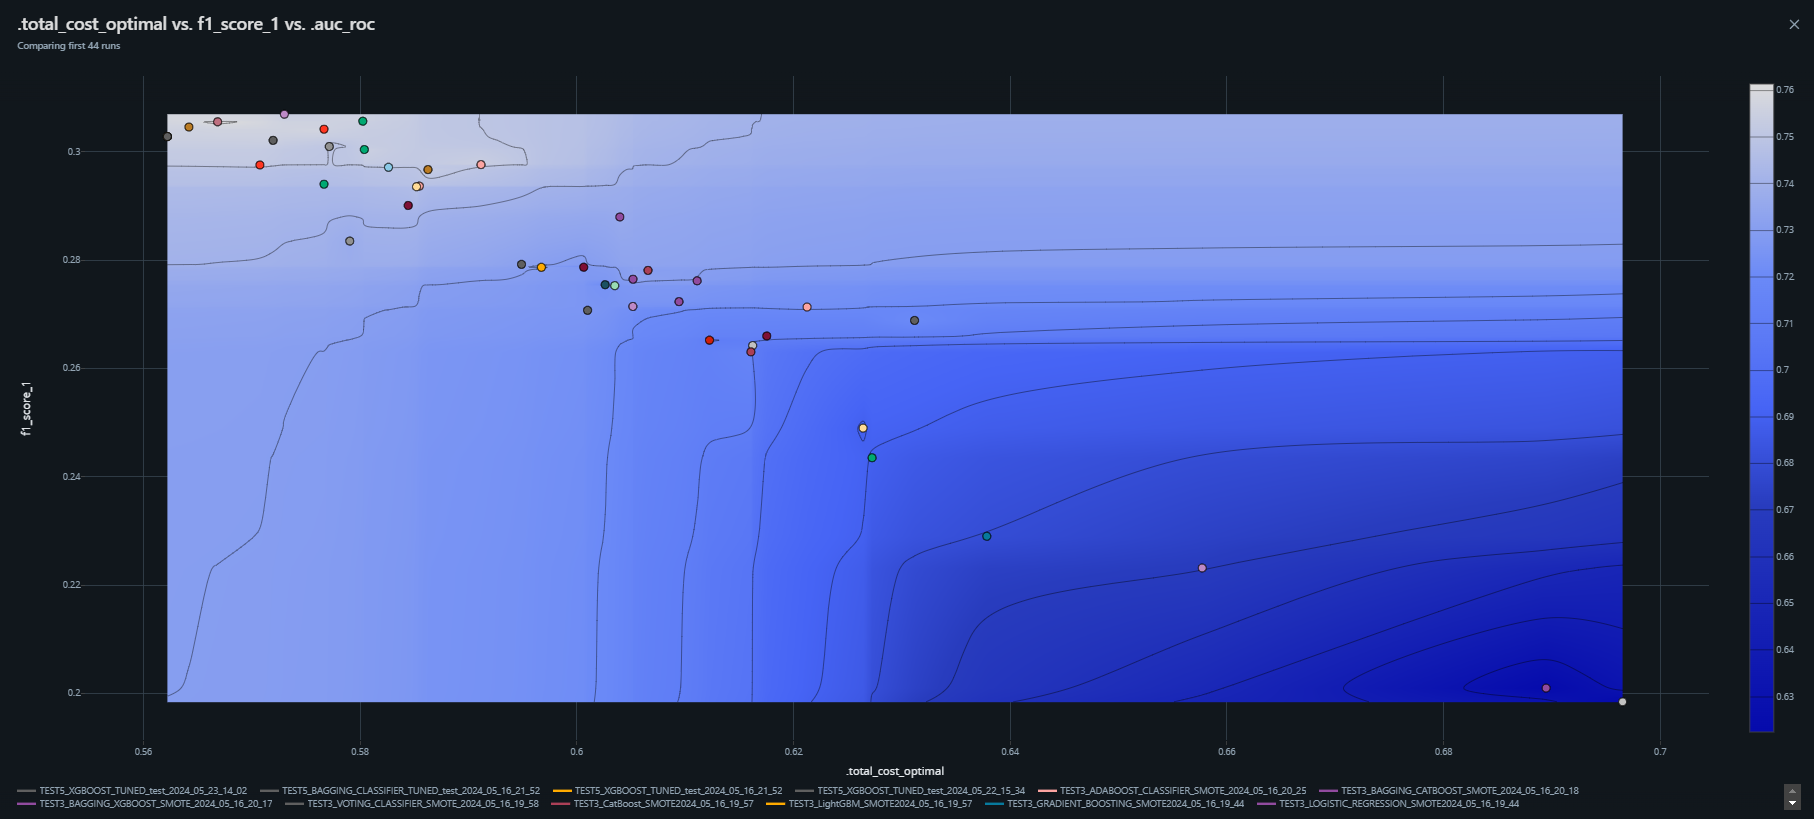 .total_cost_optimal vs. f1_score_1 vs. .auc_roc
Comparing first 44 runs
0.3
0.28
0.26
0.24
0.22
0.2
f1_score_1
0.56 0.58 0.6 0.62 0.64 0.66 0.68 0.7
.total_cost_optimal
0.76
0.75
0.74
0.73
0.72
0.71
0.7
0.69
0.68
0.67
0.66
0.65
0.64
0.63
TEST5_XGBOOST_TUNED_test_2024_05_23_14_02 TEST5_BAGGING_CLASSIFIER_TUNED_test_2024_05_16_21_52 TEST5_XGBOOST_TUNED_test_2024_05_16_21_52 TEST5_XGBOOST_TUNED_test_2024_05_22_15_34 TEST3_ADABOOST_CLASSIFIER_SMOTE_2024_05_16_20_25 TEST3_BAGGING_CATBOOST_SMOTE_2024_05_16_20_18
TEST3_BAGGING_XGBOOST_SMOTE_2024_05_16_20_17 TEST3_VOTING_CLASSIFIER_SMOTE_2024_05_16_19_58 TEST3_CatBoost_SMOTE2024_05_16_19_57 TEST3_LightGBM_SMOTE2024_05_16_19_57 TEST3_GRADIENT_BOOSTING_SMOTE2024_05_16_19_44 TEST3_LOGISTIC_REGRESSION_SMOTE2024_05_16_19_44